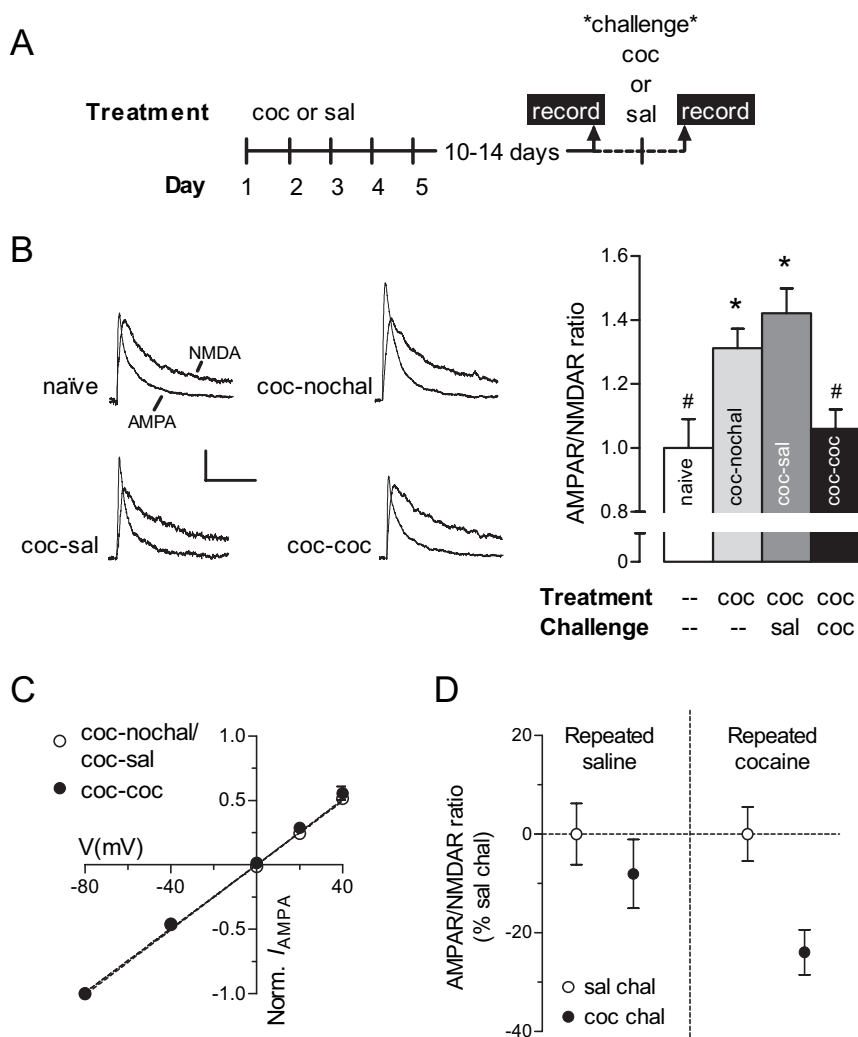 A
*challenge*
coc
or
sal
Treatment
coc or sal
record
record
10-14 days
Day
1 2 3 4 5
B
naïve
NMDA
AMPA
coc-nochal
coc-sal
coc-coc
AMPAR/NMDAR ratio
1.6
1.4
1.2
1.0
0.8
0
#
*
*
#
naive
coc-nochal
coc-sal
coc-coc
Treatment -- coc coc coc
Challenge -- -- sal coc
C
coc-nochal/
coc-sal
coc-coc
V(mV)
-80 -40 20 40
1.0
0.5
-0.5
-1.0
Norm. IAMPA
D
AMPAR/NMDAR ratio
(% sal chal)
20
0
-20
-40
Repeated
saline
Repeated
cocaine
sal chal
coc chal